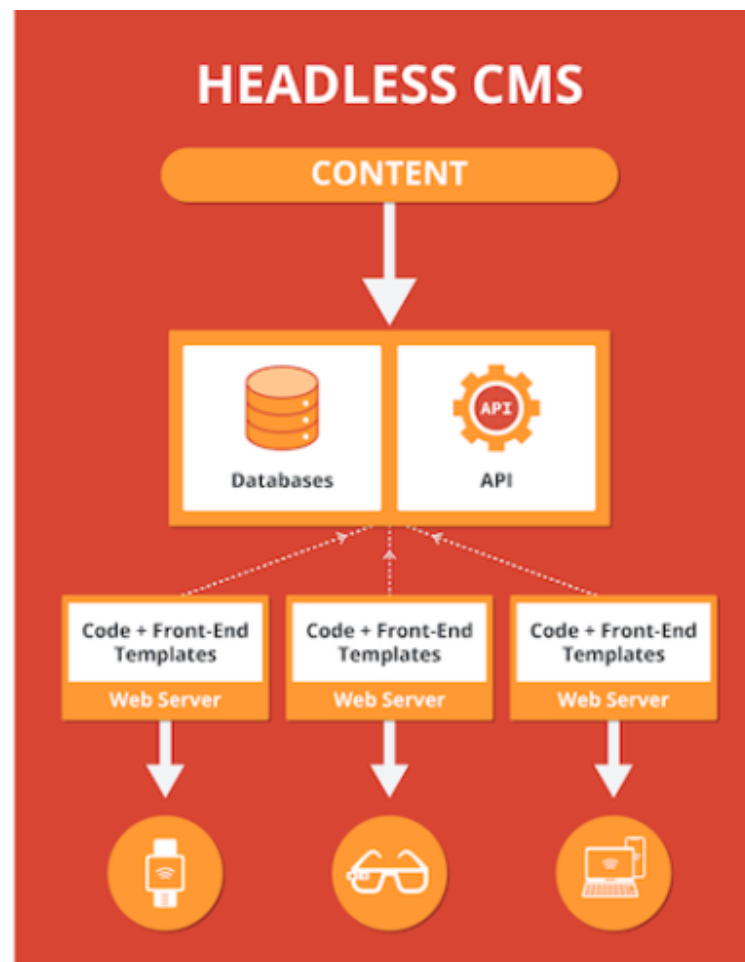 HEADLESS CMS
CONTENT
API
Databases
API
Code + Front-End
Templates
Web Server
Code + Front-End
Templates
Web Server
Code + Front-End
Templates
Web Server